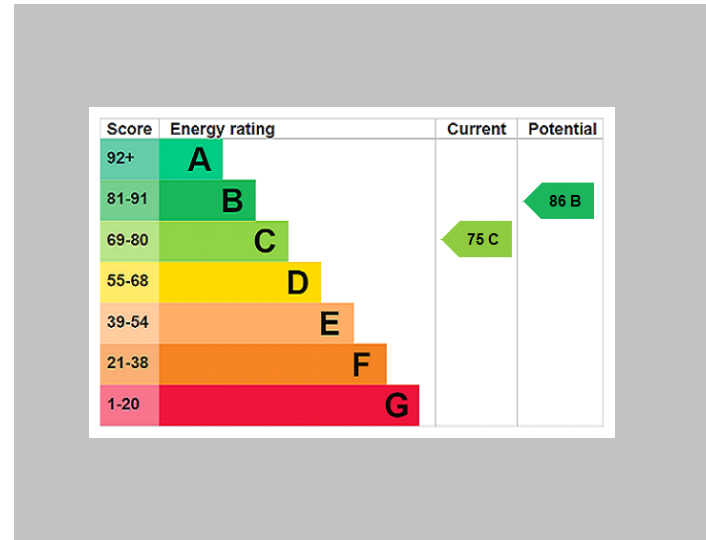 Score Energy rating Current Potential
92+ A
81-91 B 86 B
69-80 C 75 C
55-68 D
39-54 E
21-38 F
1-20 G